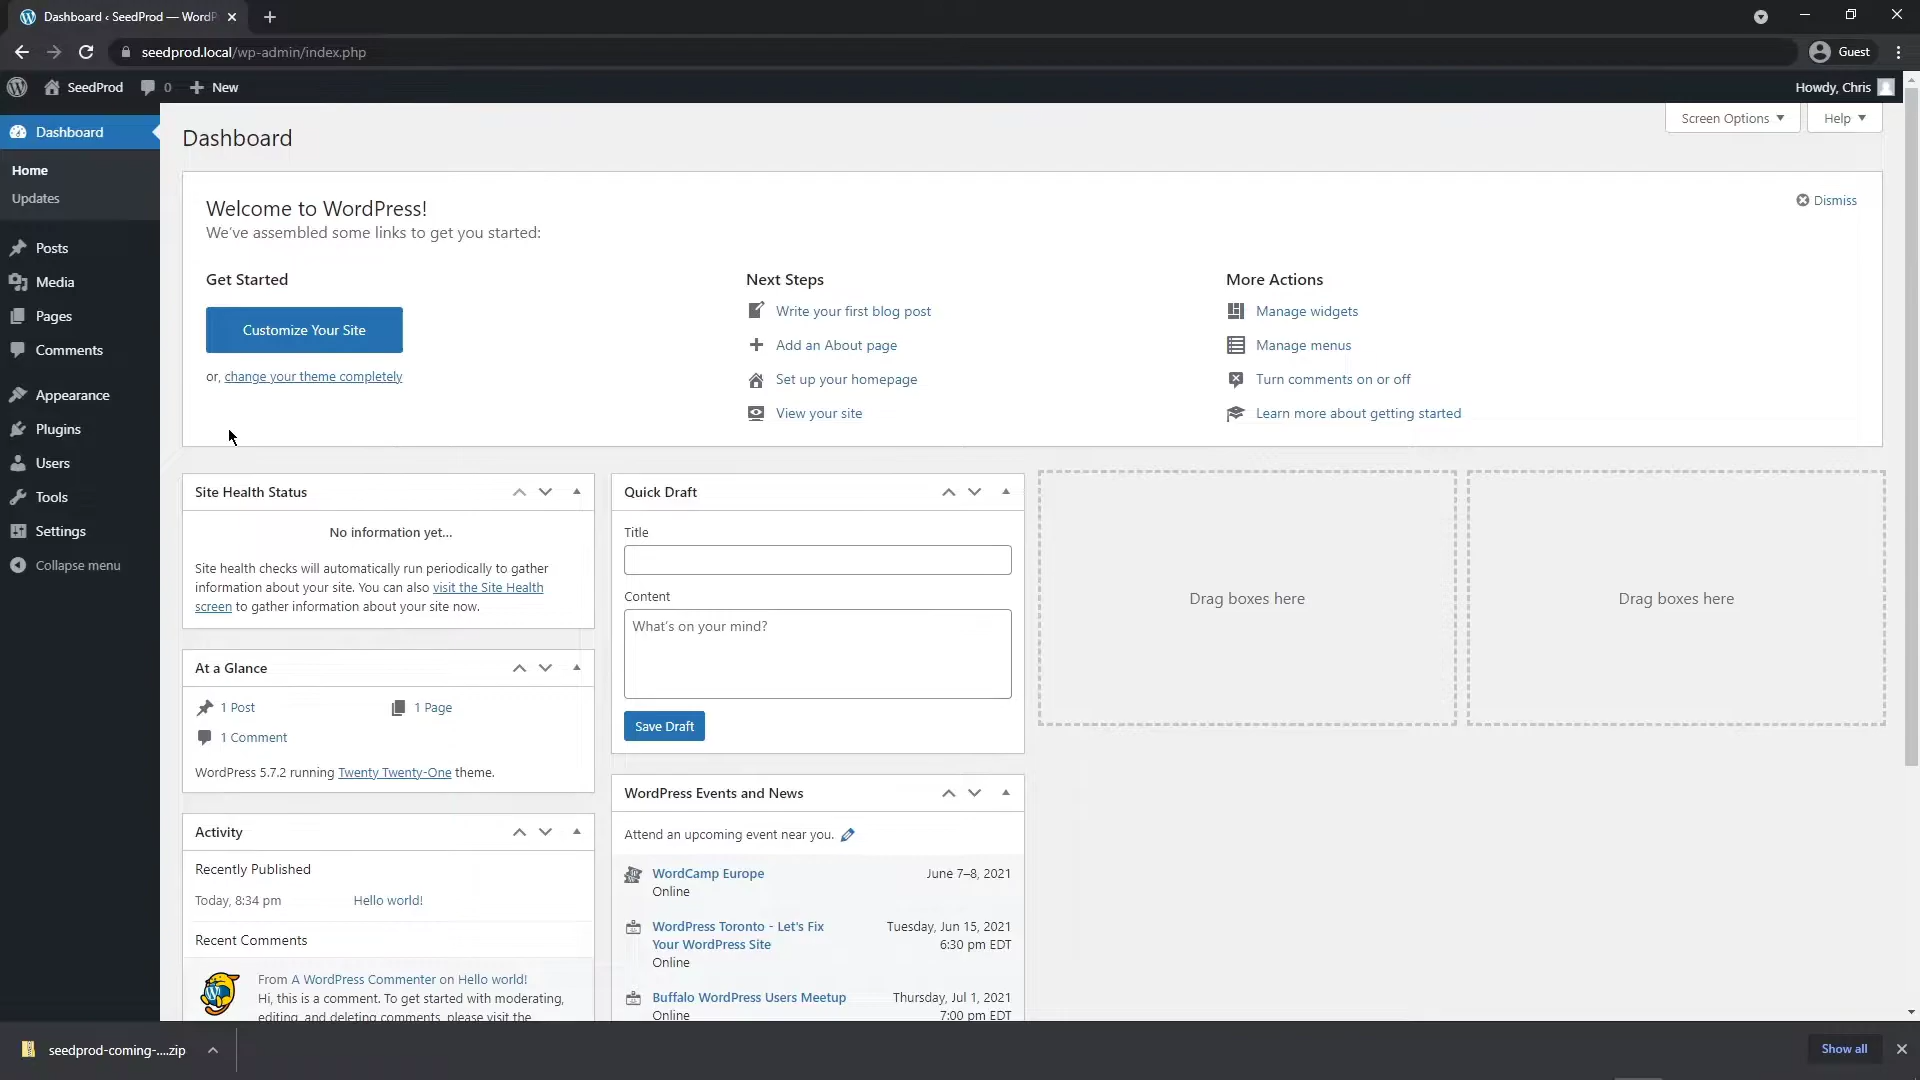 Dashboard ‹ SeedProd — WordP
seedprod.local/wp-admin/index.php
Guest
SeedProd
0
New
Howdy, Chris
Dashboard
Home
Updates
Posts
Media
Pages
Comments
Appearance
Plugins
Users
Tools
Settings
Collapse menu
Dashboard
Screen Options
Help
Welcome to WordPress!
We've assembled some links to get you started:
Dismiss
Get Started
Customize Your Site
or, change your theme completely
Next Steps
Write your first blog post
Add an About page
Set up your homepage
View your site
More Actions
Manage widgets
Manage menus
Turn comments on or off
Learn more about getting started
Site Health Status
No information yet...
Site health checks will automatically run periodically to gather
information about your site. You can also visit the Site Health
screen to gather information about your site now.
At a Glance
1 Post
1 Page
1 Comment
WordPress 5.7.2 running Twenty Twenty-One theme.
Activity
Recently Published
Today, 8:34 pm
Hello world!
Recent Comments
From A WordPress Commenter on Hello world!
Hi, this is a comment. To get started with moderating,
editing, and deleting comments, please visit the
Quick Draft
Title
Content
What's on your mind?
Save Draft
WordPress Events and News
Attend an upcoming event near you.
WordCamp Europe
June 7–8, 2021
Online
WordPress Toronto - Let's Fix
Tuesday, Jun 15, 2021
Your WordPress Site
6:30 pm EDT
Online
Buffalo WordPress Users Meetup
Thursday, Jul 1, 2021
Online
7:00 pm EDT
Drag boxes here
Drag boxes here
seedprod-coming-....zip
Show all